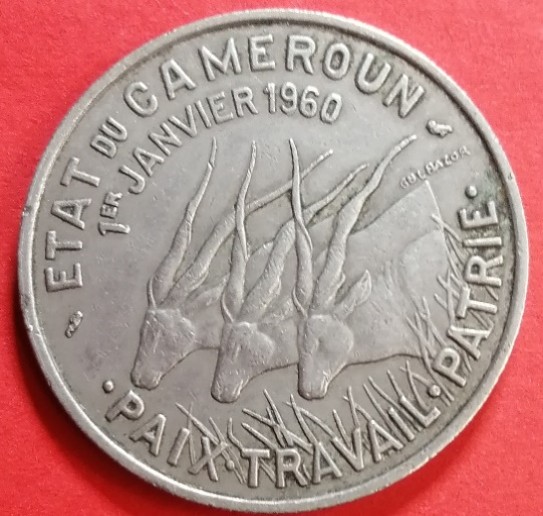 ETAT DU CAMEROUN
1ER JANVIER 1960
G.B.L. BAZOR
· PAIX · TRAVAIL · PATRIE ·